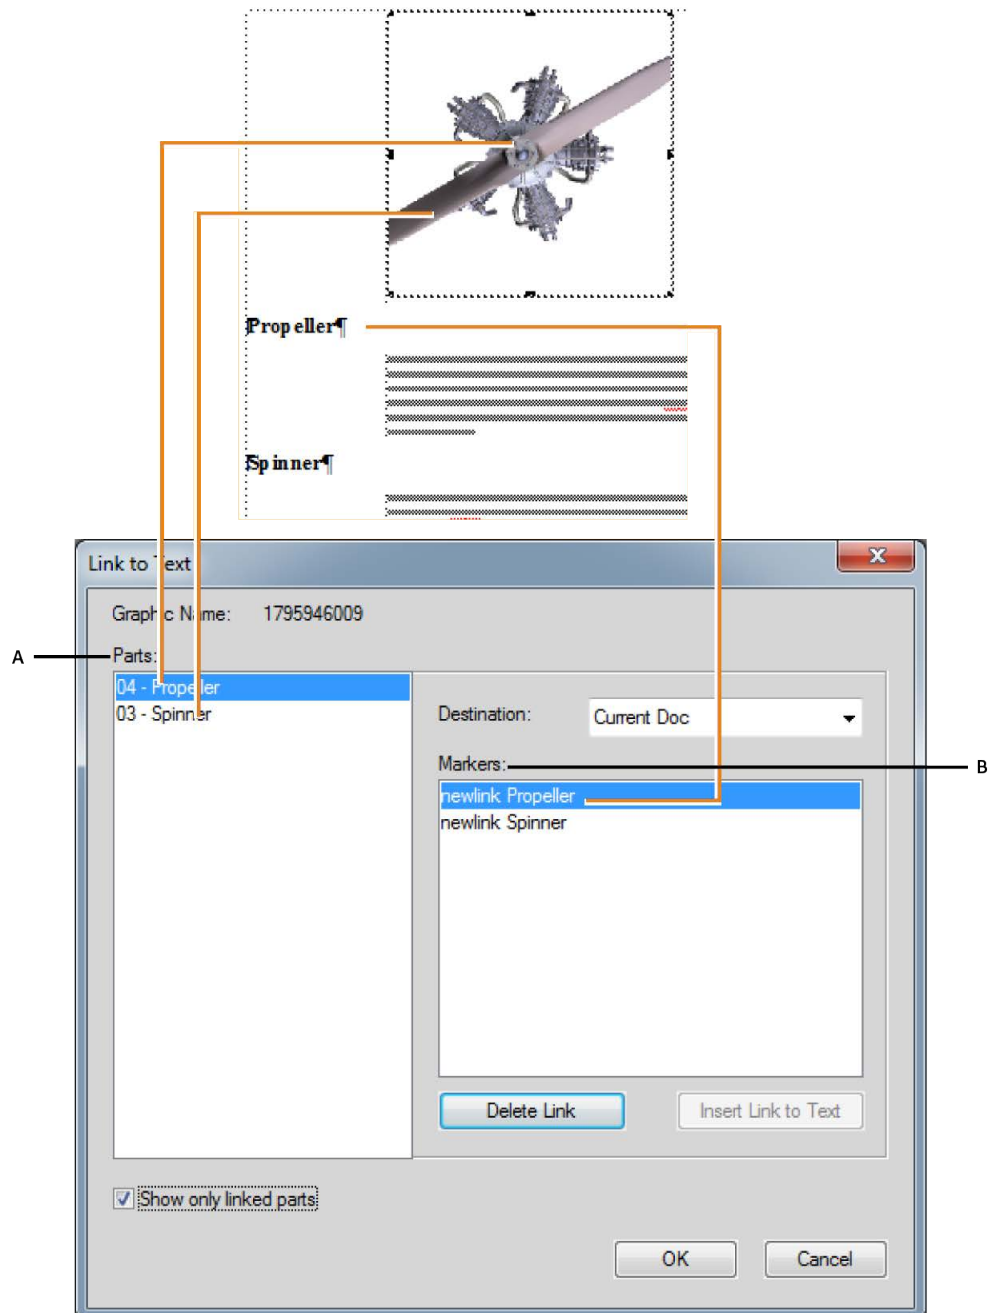 Propeller¶
Spinner¶
Link to Text
Graphic Name: 1795946009
A
Parts:
04 - Propeller
03 - Spinner
Destination: Current Doc
Markers:
B
newlink Propeller
newlink Spinner
Delete Link
Insert Link to Text
Show only linked parts
OK
Cancel